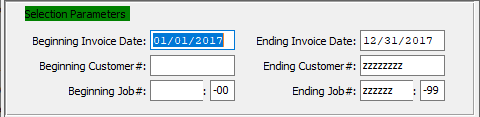 Selection Parameters
Beginning Invoice Date: 01/01/2017 Ending Invoice Date: 12/31/2017
Beginning Customer#: Ending Customer#: zzzzzzzz
Beginning Job#: : -00 Ending Job#: zzzzzz : -99